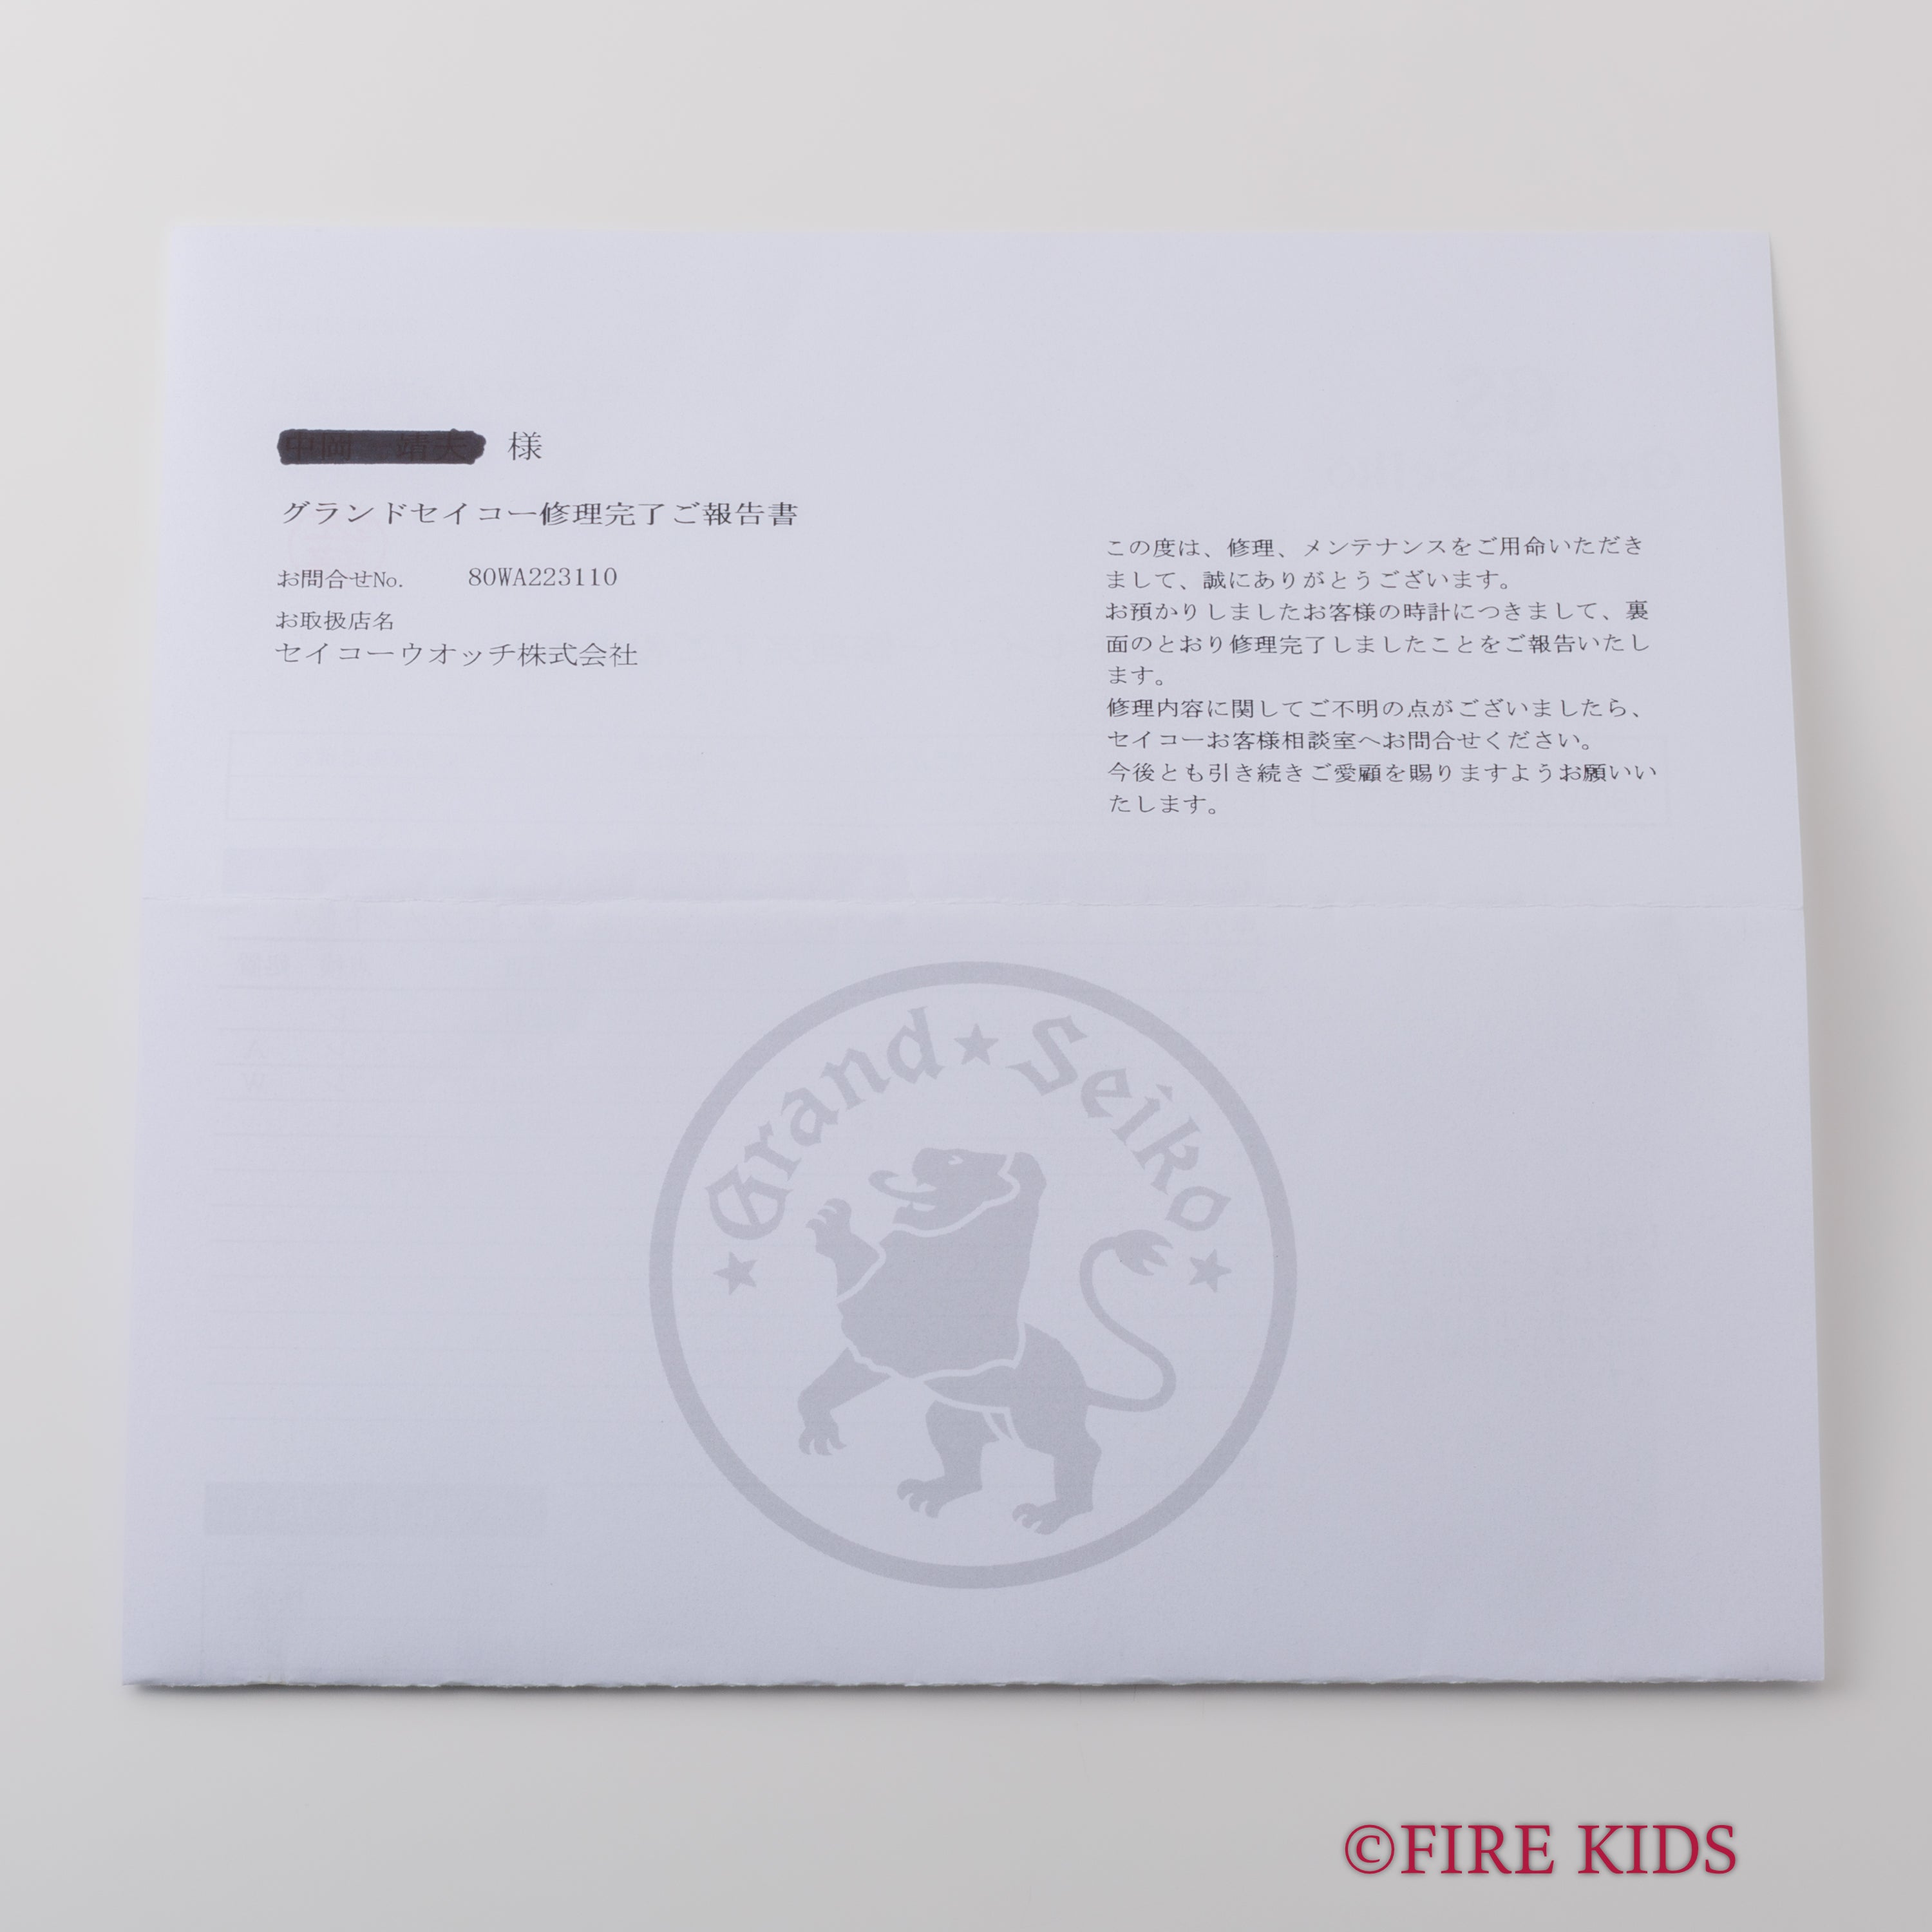 様
グランドセイコー修理完了ご報告書
お問合せNo. 80WA223110
お取扱店名
セイコーウオッチ株式会社
この度は、修理、メンテナンスをご用命いただき
まして、誠にありがとうございます。
お預かりしましたお客様の時計につきまして、裏
面のとおり修理完了しましたことをご報告いたし
ます。
修理内容に関してご不明の点がございましたら、
セイコーお客様相談室へお問合せください。
今後とも引き続きご愛顧を賜りますようお願いい
たします。
Grand★Seiko
©FIRE KIDS